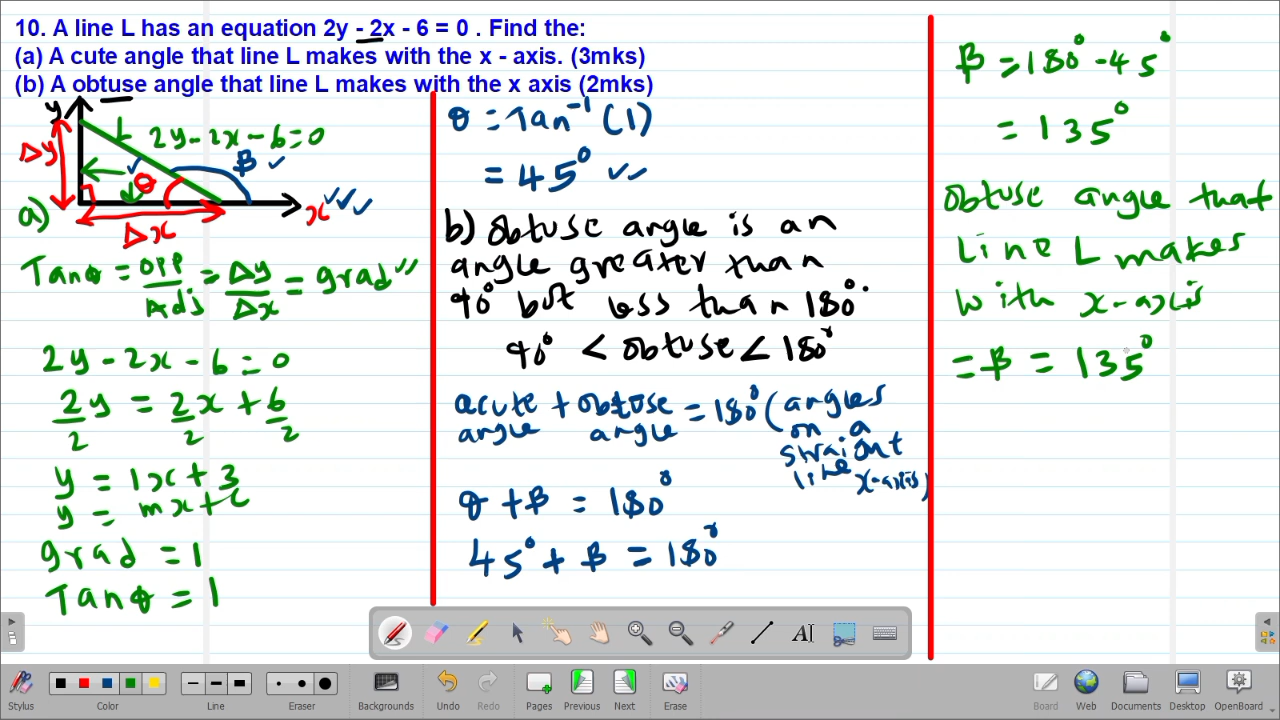 10. A line L has an equation 2y - 2x - 6 = 0 . Find the:
(a) A cute angle that line L makes with the x - axis. (3mks)
(b) A obtuse angle that line L makes with the x axis (2mks)
y
L
2y - 2x - 6 = 0
Δy
θ
β ✓
x ✓✓✓
a)
Δx
Tanθ = opp/Adj = Δy/Δx = grad ✓✓
2y - 2x - 6 = 0
2y/2 = 2x/2 + 6/2
y = 1x + 3
y = mx + c
grad = 1
Tanθ = 1
θ = Tan⁻¹ (1)
= 45° ✓✓
b) obtuse angle is an
angle greater than
90° but less than 180°.
90° < obtuse < 180°
acute angle + obtuse angle = 180° (angles
on a
straight
line
x-axis)
θ + β = 180°
45° + β = 180°
β = 180° - 45°
= 135°
obtuse angle that
line L makes
with x-axis
= β = 135°
Stylus
Color
Line
Eraser
Backgrounds
Undo
Redo
Pages
Previous
Next
Erase
Board
Web
Documents
Desktop
OpenBoard